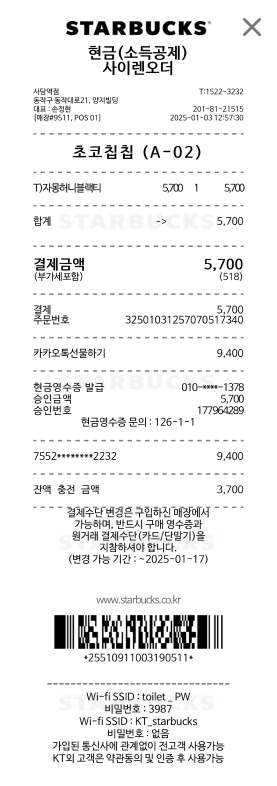 STARBUCKS
현금(소득공제)
사이렌오더
사당역점 T:1522-3232
동작구 동작대로21, 양지빌딩
대표 : 손정현 201-81-21515
[매장#9511, POS 01] 2025-01-03 12:57:30
초코칩칩 (A-02)
T)자몽허니블랙티 5,700 1 5,700
합계 -> 5,700
결제금액 5,700
(부가세포함) (518)
결제 5,700
주문번호 32501031257070517340
카카오톡선물하기 9,400
현금영수증 발급 010-****-1378
승인금액 5,700
승인번호 177964289
현금영수증 문의 : 126-1-1
7552********2232 9,400
잔액 충전 금액 3,700
결제수단 변경은 구입하신 매장에서
가능하며, 반드시 구매 영수증과
원거래 결제수단(카드/단말기)을
지참하셔야 합니다.
(변경 가능 기간 : ~2025-01-17)
www.starbucks.co.kr
*25510911003190511*
Wi-fi SSID : toilet _ PW
비밀번호 : 3987
Wi-fi SSID : KT_starbucks
비밀번호 : 없음
가입된 통신사에 관계없이 전고객 사용가능
KT외 고객은 약관동의 및 인증 후 사용가능